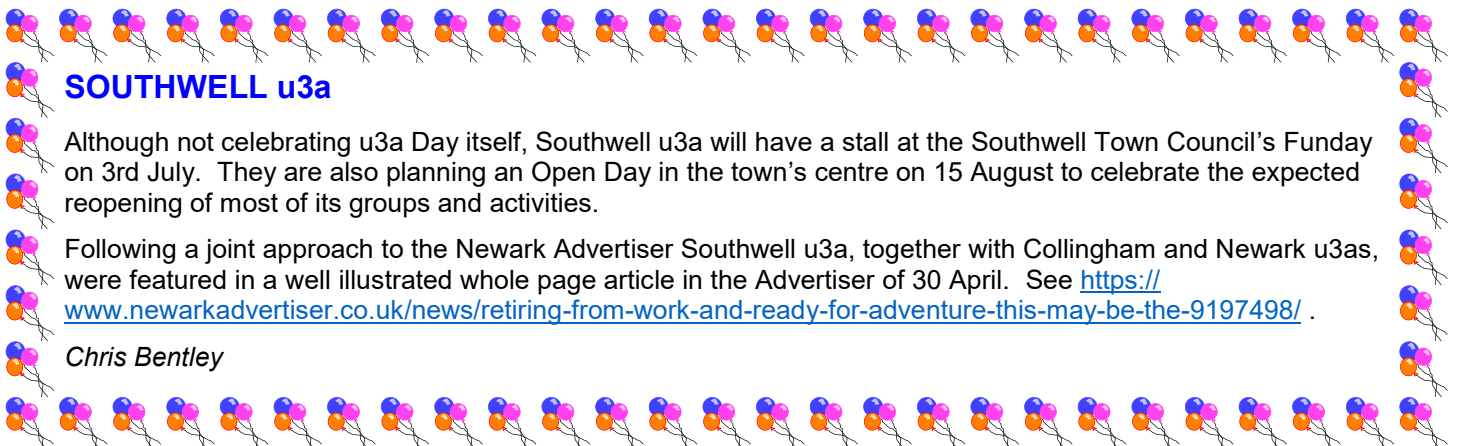 SOUTHWELL u3a
Although not celebrating u3a Day itself, Southwell u3a will have a stall at the Southwell Town Council’s Funday
on 3rd July.  They are also planning an Open Day in the town’s centre on 15 August to celebrate the expected
reopening of most of its groups and activities.
Following a joint approach to the Newark Advertiser Southwell u3a, together with Collingham and Newark u3as,
were featured in a well illustrated whole page article in the Advertiser of 30 April.  See https://
www.newarkadvertiser.co.uk/news/retiring-from-work-and-ready-for-adventure-this-may-be-the-9197498/ .
Chris Bentley